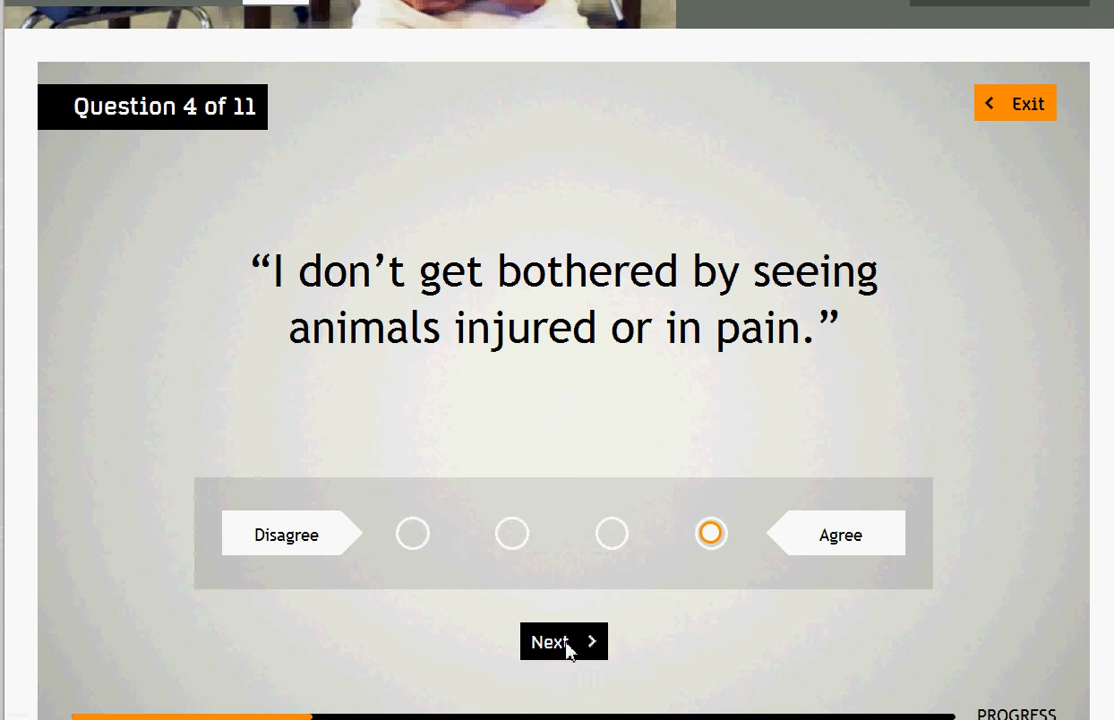 Question 4 of 11
Exit
“I don’t get bothered by seeing
animals injured or in pain.”
Disagree
Agree
Next
PROGRESS